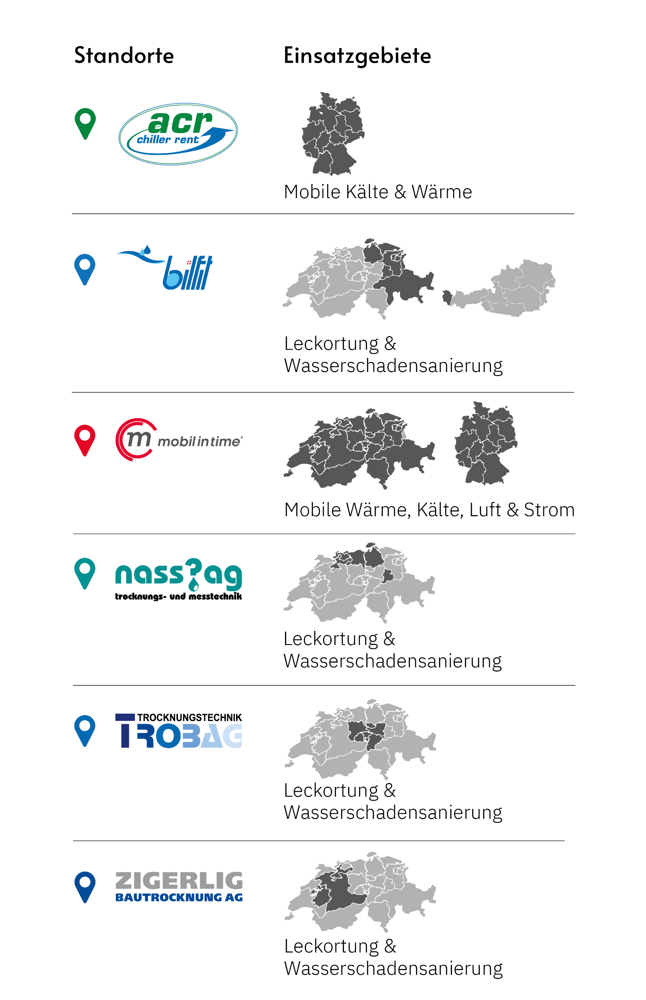 Standorte
Einsatzgebiete
acr
chiller rent
Mobile Kälte & Wärme
bilfit
Leckortung &
Wasserschadensanierung
m mobil in time®
Mobile Wärme, Kälte, Luft & Strom
nass?ag
trocknungs- und messtechnik
Leckortung &
Wasserschadensanierung
TROCKNUNGSTECHNIK
TROBAG
Leckortung &
Wasserschadensanierung
ZIGERLIG
BAUTROCKNUNG AG
Leckortung &
Wasserschadensanierung